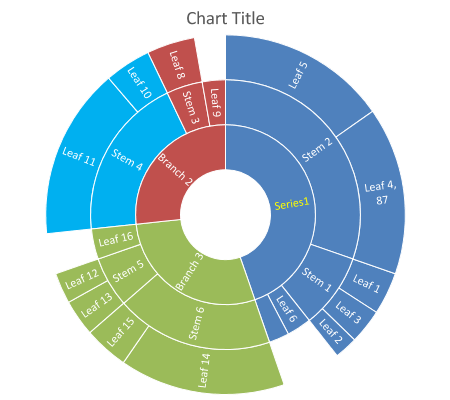 Chart Title
Leaf 5
Stem 2
Leaf 4,
87
Series1
Stem 1
Leaf 1
Leaf 3
Leaf 2
Leaf 6
Branch 3
Stem 6
Leaf 14
Leaf 15
Stem 5
Leaf 13
Leaf 12
Leaf 16
Branch 2
Stem 4
Leaf 11
Leaf 10
Stem 3
Leaf 8
Leaf 9